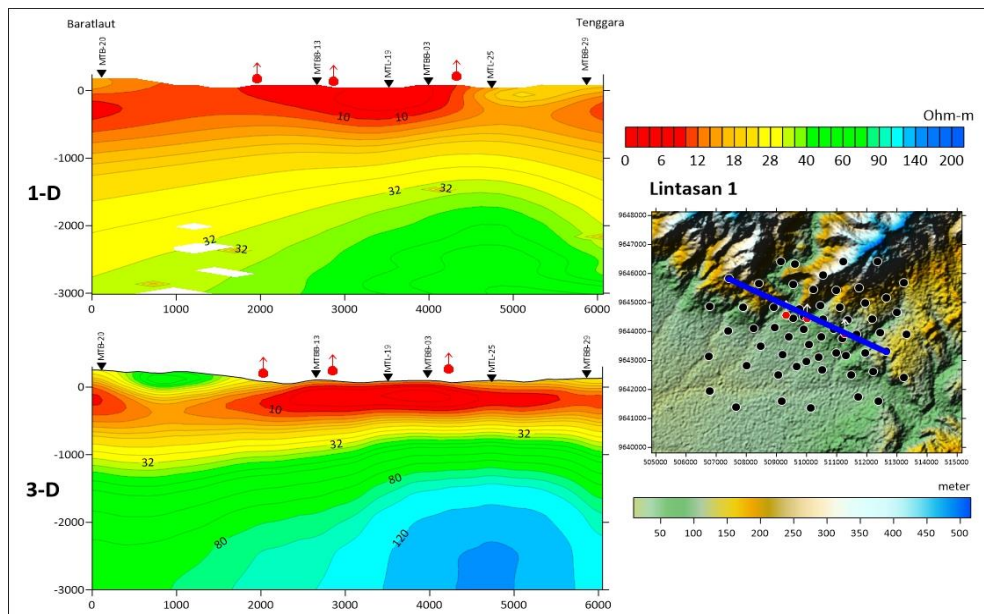 Baratlaut
Tenggara
MTB-20
MTBB-13
MTL-19
MTBB-03
MTL-25
MTBB-29
0
-1000
-2000
-3000
1-D
10
10
32
32
32
32
0 1000 2000 3000 4000 5000 6000
Ohm-m
0 6 12 18 28 40 60 90 140 200
Lintasan 1
9648000
9647000
9646000
9645000
9644000
9643000
9642000
9641000
9640000
505000 506000 507000 508000 509000 510000 511000 512000 513000 514000 515000
meter
50 100 150 200 250 300 350 400 450 500
MTB-20
MTBB-13
MTL-19
MTBB-03
MTL-25
MTBB-29
0
-1000
-2000
-3000
3-D
10
32
32
32
80
80
120
0 1000 2000 3000 4000 5000 6000